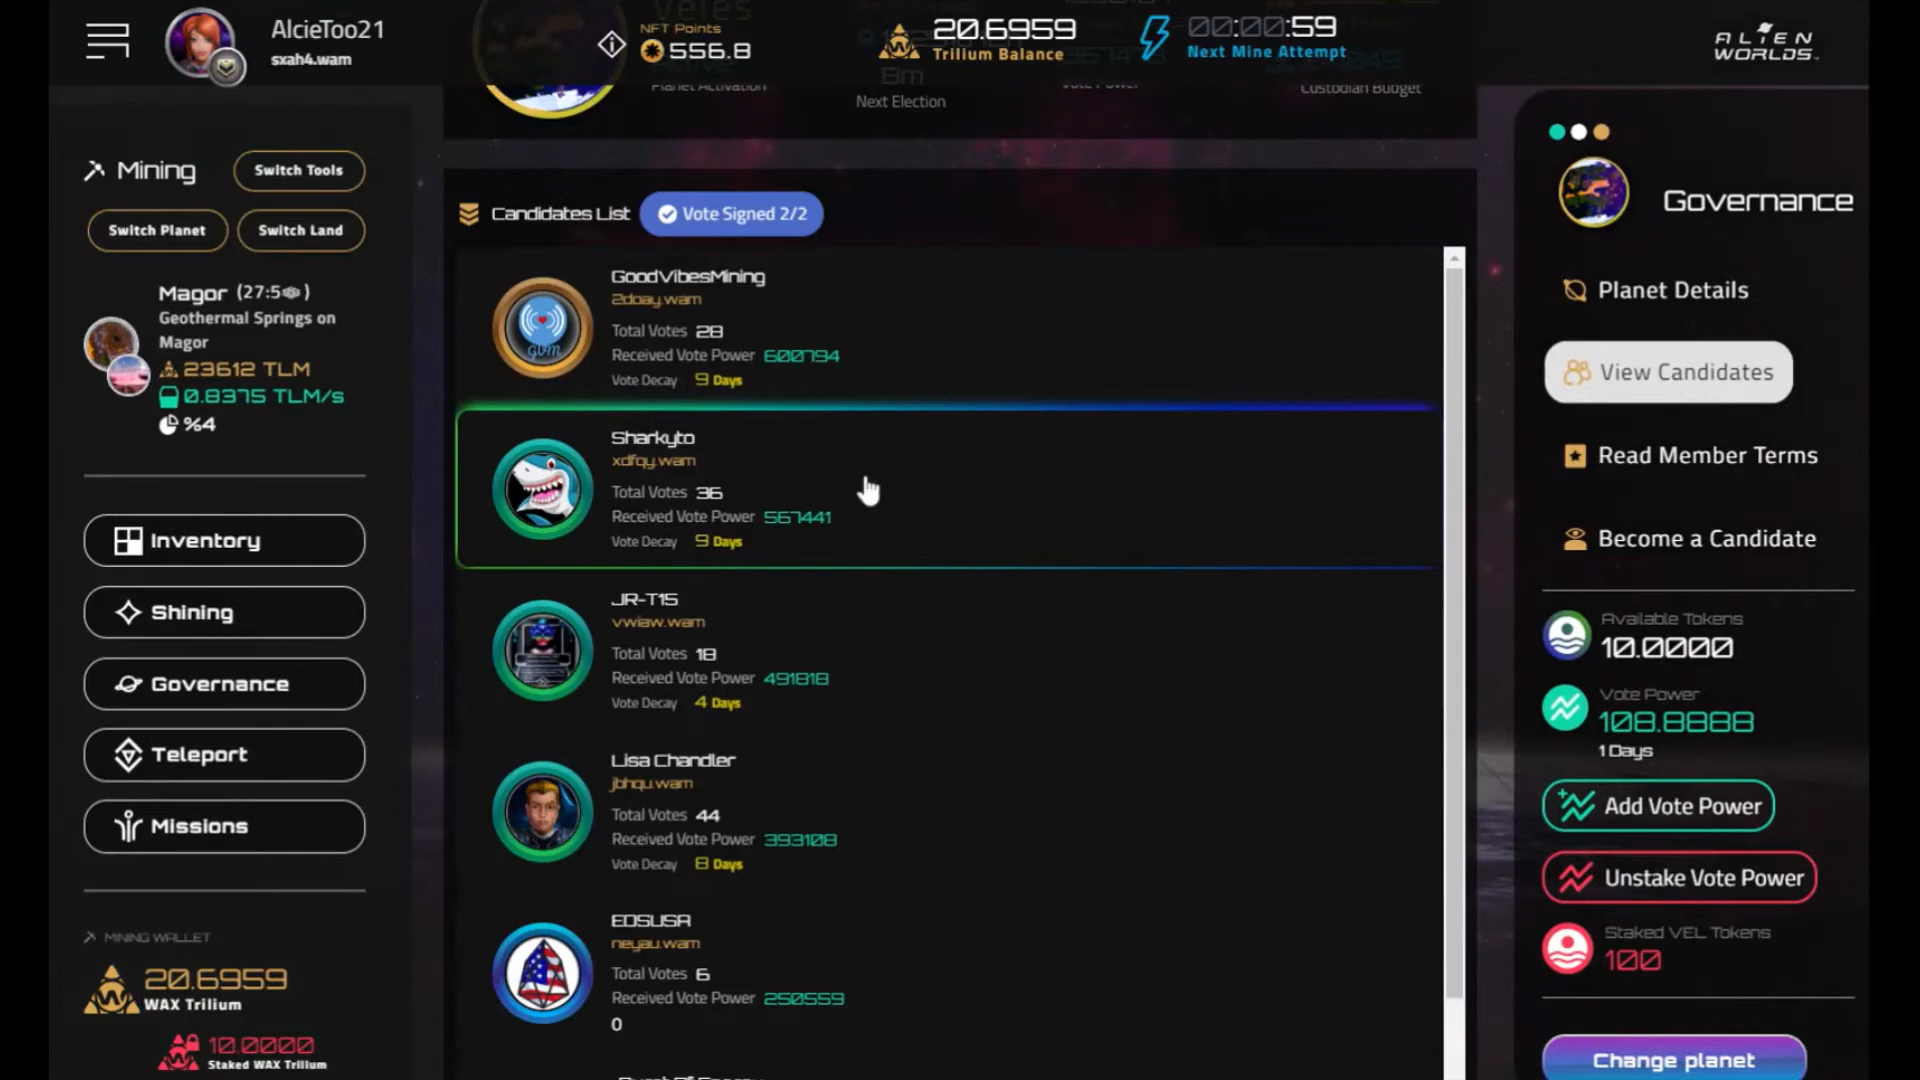 AlcieToo21
sxah4.wam
Veles
NFT Points
556.8
20.6959
Trilium Balance
00:00:59
Next Mine Attempt
ALIEN
WORLDS
Planet Activation
8m
Next Election
Vote Power
Custodian Budget
Mining
Switch Tools
Switch Planet
Switch Land
Magor (27:5)
Geothermal Springs on
Magor
23612 TLM
0.8375 TLM/s
%4
Inventory
Shining
Governance
Teleport
Missions
MINING WALLET
20.6959
WAX Trilium
10.0000
Staked WAX Trilium
Candidates List
Vote Signed 2/2
GoodVibesMining
2doay.wam
Total Votes 28
Received Vote Power 600794
Vote Decay 9 Days
gvm
Sharkyto
xdfqy.wam
Total Votes 36
Received Vote Power 567441
Vote Decay 9 Days
JR-T15
vwiaw.wam
Total Votes 18
Received Vote Power 491818
Vote Decay 4 Days
Lisa Chandler
jbhqu.wam
Total Votes 44
Received Vote Power 393108
Vote Decay 8 Days
EOSUSA
neyau.wam
Total Votes 6
Received Vote Power 250559
0
Governance
Planet Details
View Candidates
Read Member Terms
Become a Candidate
Available Tokens
10.0000
Vote Power
108.8888
1 Days
Add Vote Power
Unstake Vote Power
Staked VEL Tokens
100
Change planet